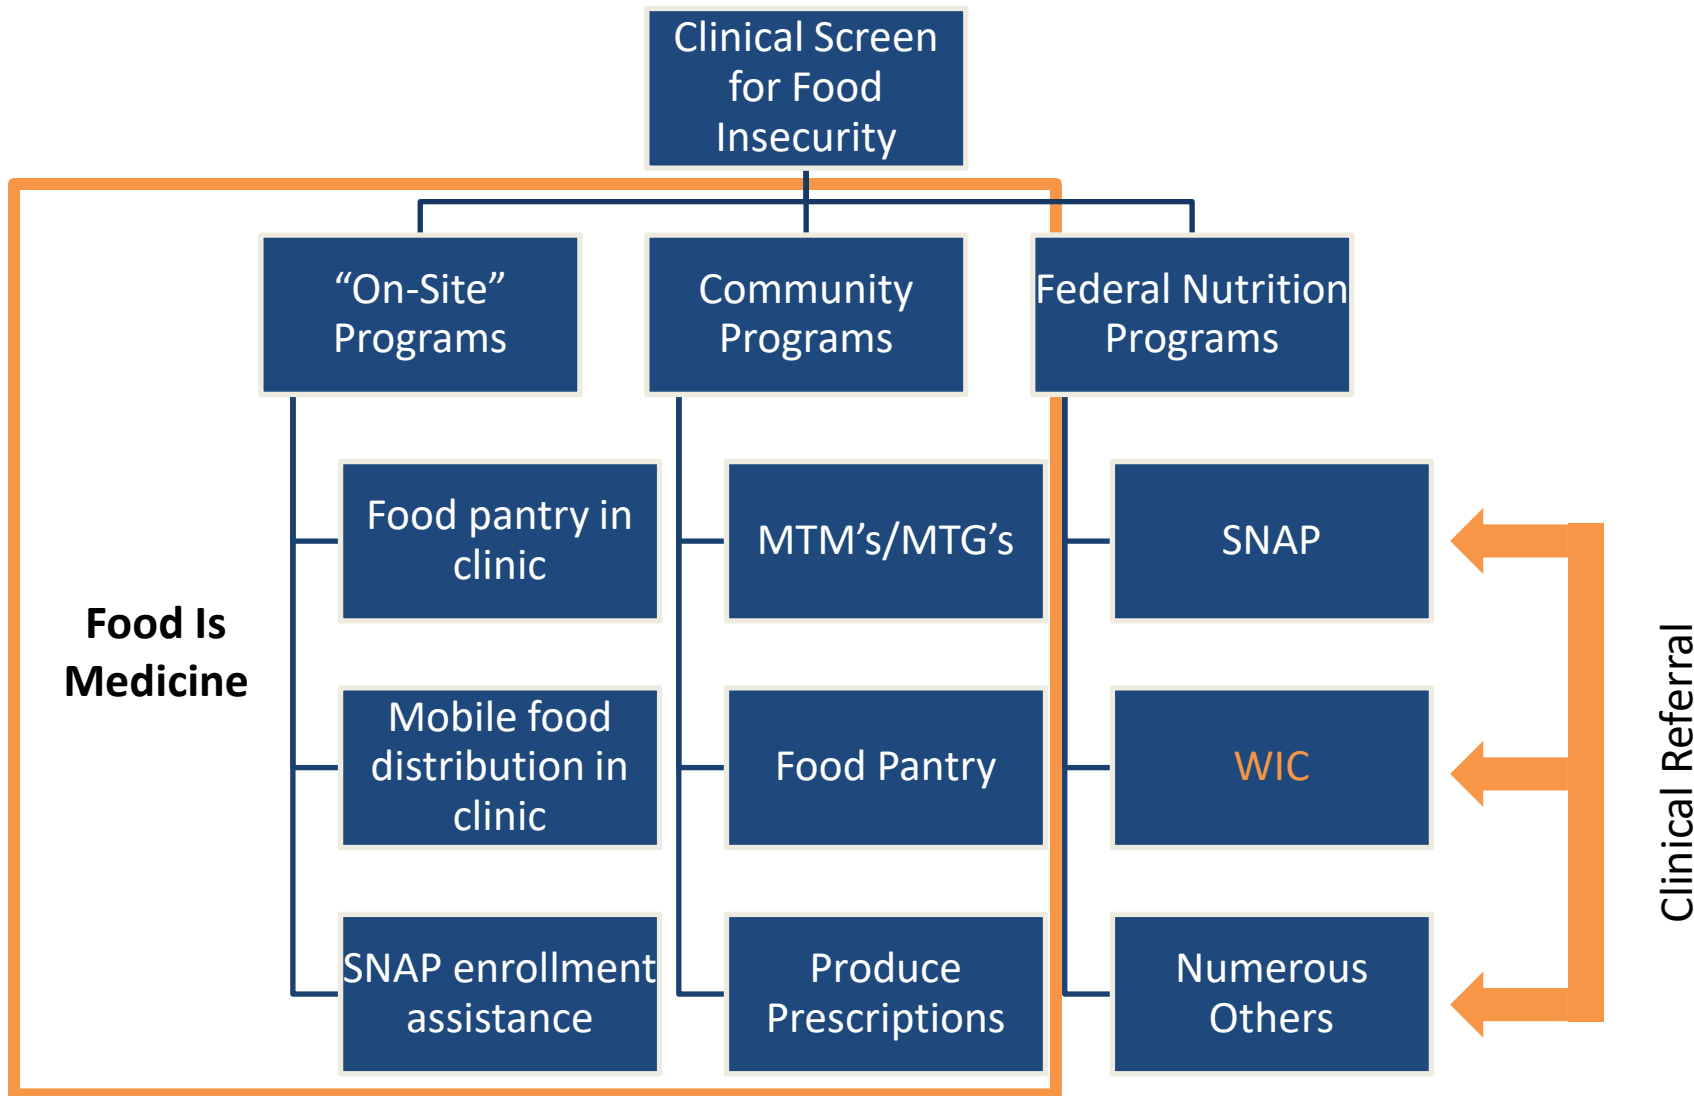 Clinical Screen
for Food
Insecurity
“On-Site”
Programs
Community
Programs
Federal Nutrition
Programs
Food pantry in
clinic
MTM’s/MTG’s
SNAP
Food Is
Medicine
Mobile food
distribution in
clinic
Food Pantry
WIC
SNAP enrollment
assistance
Produce
Prescriptions
Numerous
Others
Clinical Referral